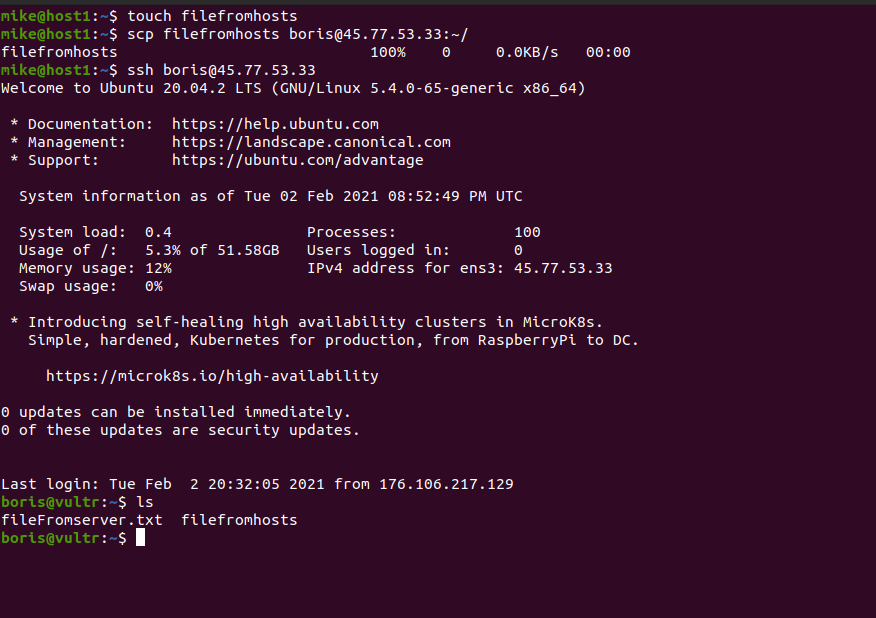 mike@host1:~$ touch filefromhosts
mike@host1:~$ scp filefromhosts boris@45.77.53.33:~/
filefromhosts                            100%    0     0.0KB/s   00:00
mike@host1:~$ ssh boris@45.77.53.33
Welcome to Ubuntu 20.04.2 LTS (GNU/Linux 5.4.0-65-generic x86_64)

 * Documentation:  https://help.ubuntu.com
 * Management:     https://landscape.canonical.com
 * Support:        https://ubuntu.com/advantage

  System information as of Tue 02 Feb 2021 08:52:49 PM UTC

  System load:  0.4               Processes:             100
  Usage of /:   5.3% of 51.58GB   Users logged in:       0
  Memory usage: 12%               IPv4 address for ens3: 45.77.53.33
  Swap usage:   0%

 * Introducing self-healing high availability clusters in MicroK8s.
   Simple, hardened, Kubernetes for production, from RaspberryPi to DC.

     https://microk8s.io/high-availability

0 updates can be installed immediately.
0 of these updates are security updates.


Last login: Tue Feb  2 20:32:05 2021 from 176.106.217.129
boris@vultr:~$ ls
fileFromserver.txt  filefromhosts
boris@vultr:~$